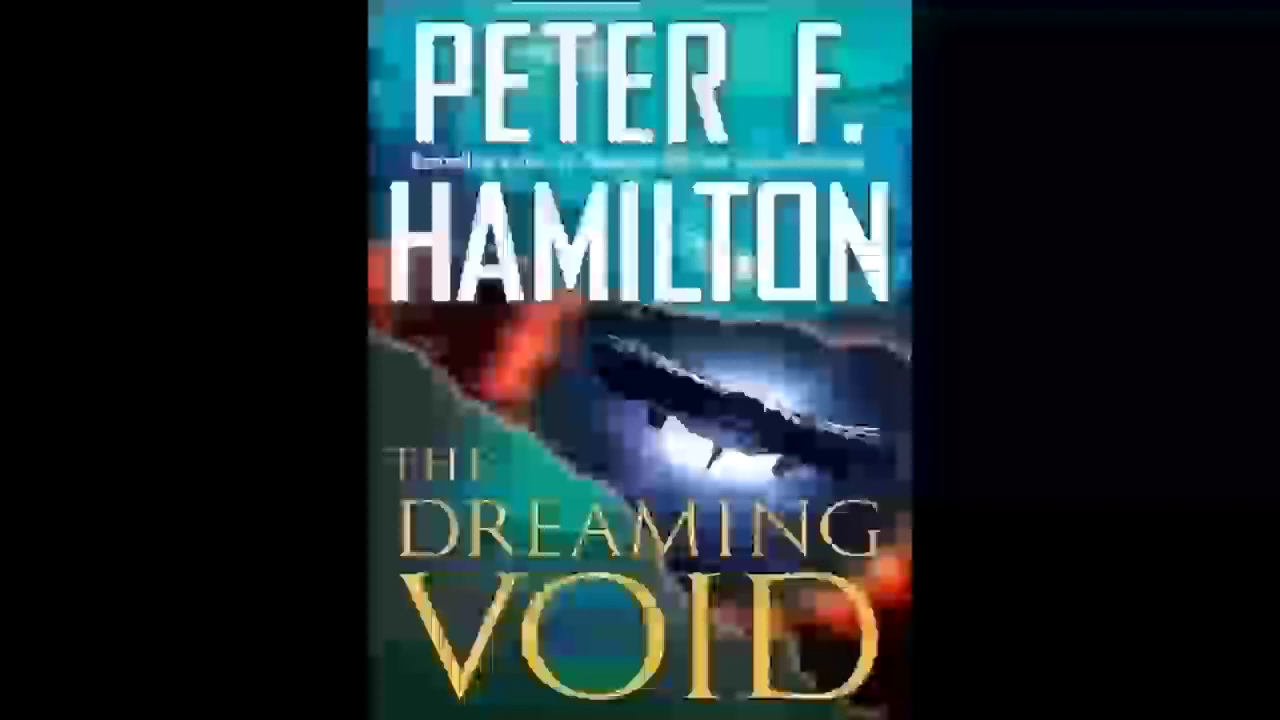 PETER F.
HAMILTON
THE
DREAMING
VOID